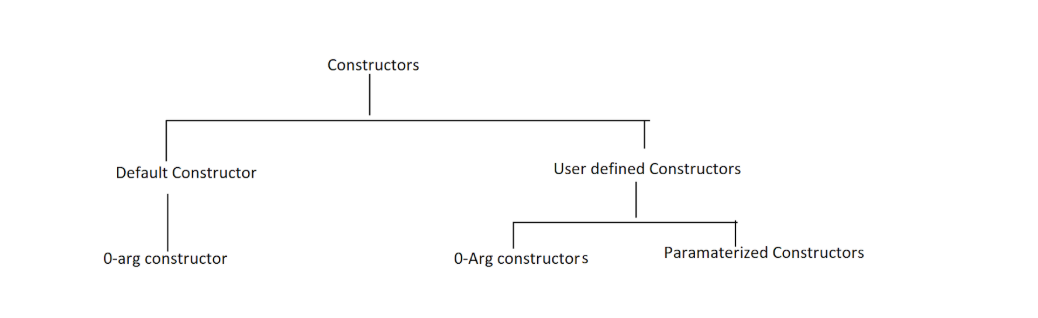 Constructors
Default Constructor
User defined Constructors
0-arg constructor
0-Arg constructors
Paramaterized Constructors